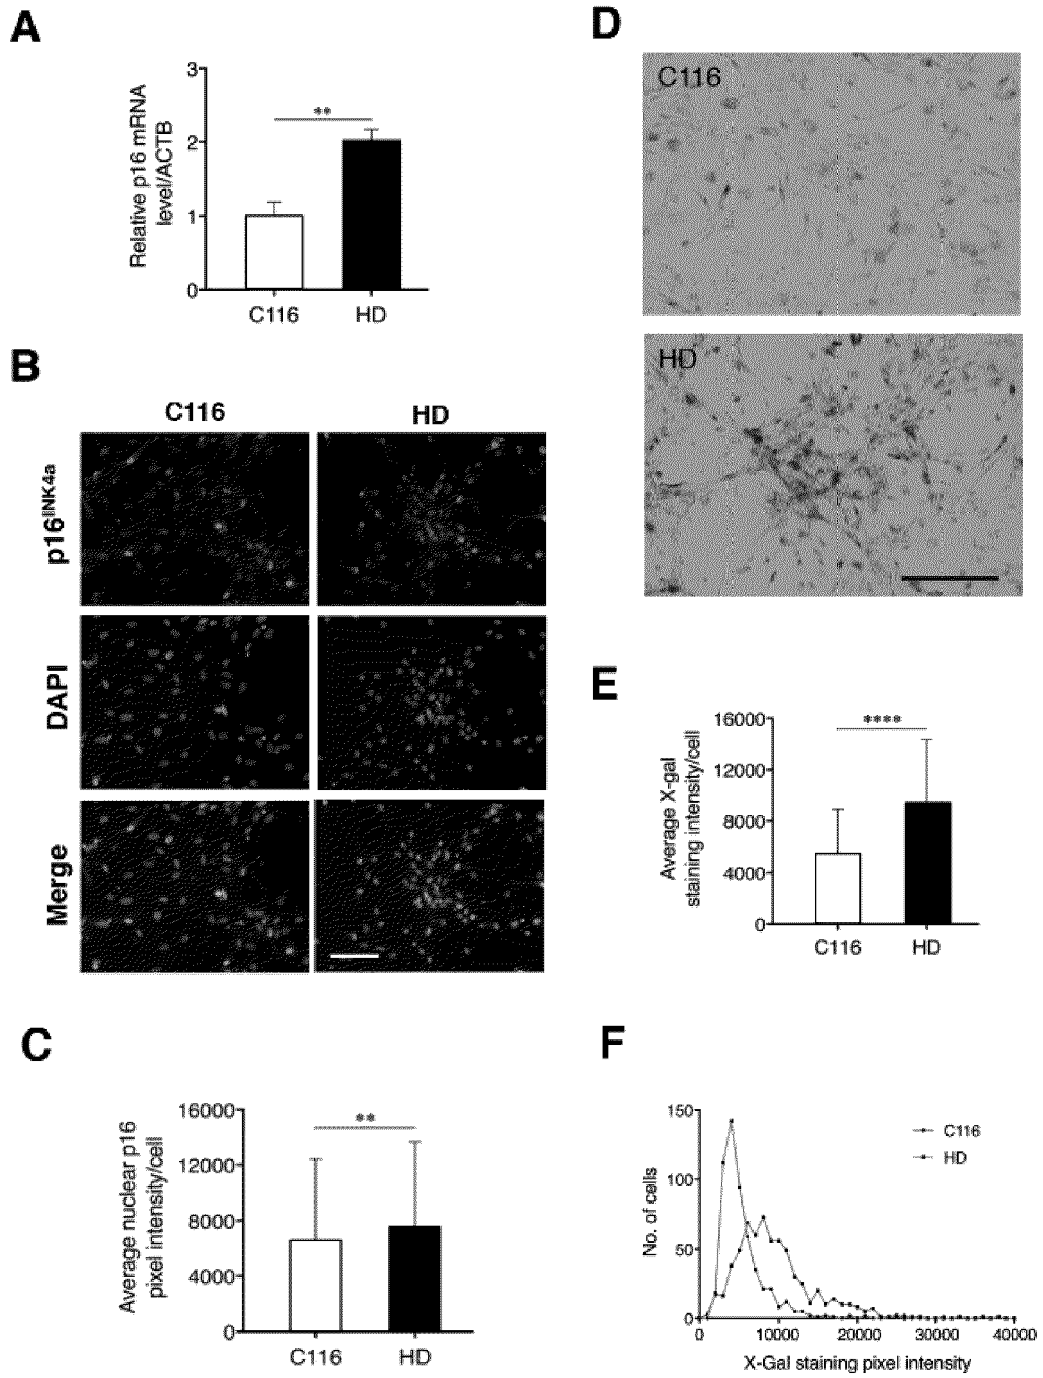 A
3
2
1
0
Relative p16 mRNA
level/ACTB
**
C116
HD
B
C116
HD
p16INK4a
DAPI
Merge
C
16000
12000
8000
4000
0
Average nuclear p16
pixel intensity/cell
**
C116
HD
D
C116
HD
E
16000
12000
8000
4000
0
Average X-gal
staining intensity/cell
****
C116
HD
F
150
100
50
0
No. of cells
C116
HD
0
10000
20000
30000
40000
X-Gal staining pixel intensity